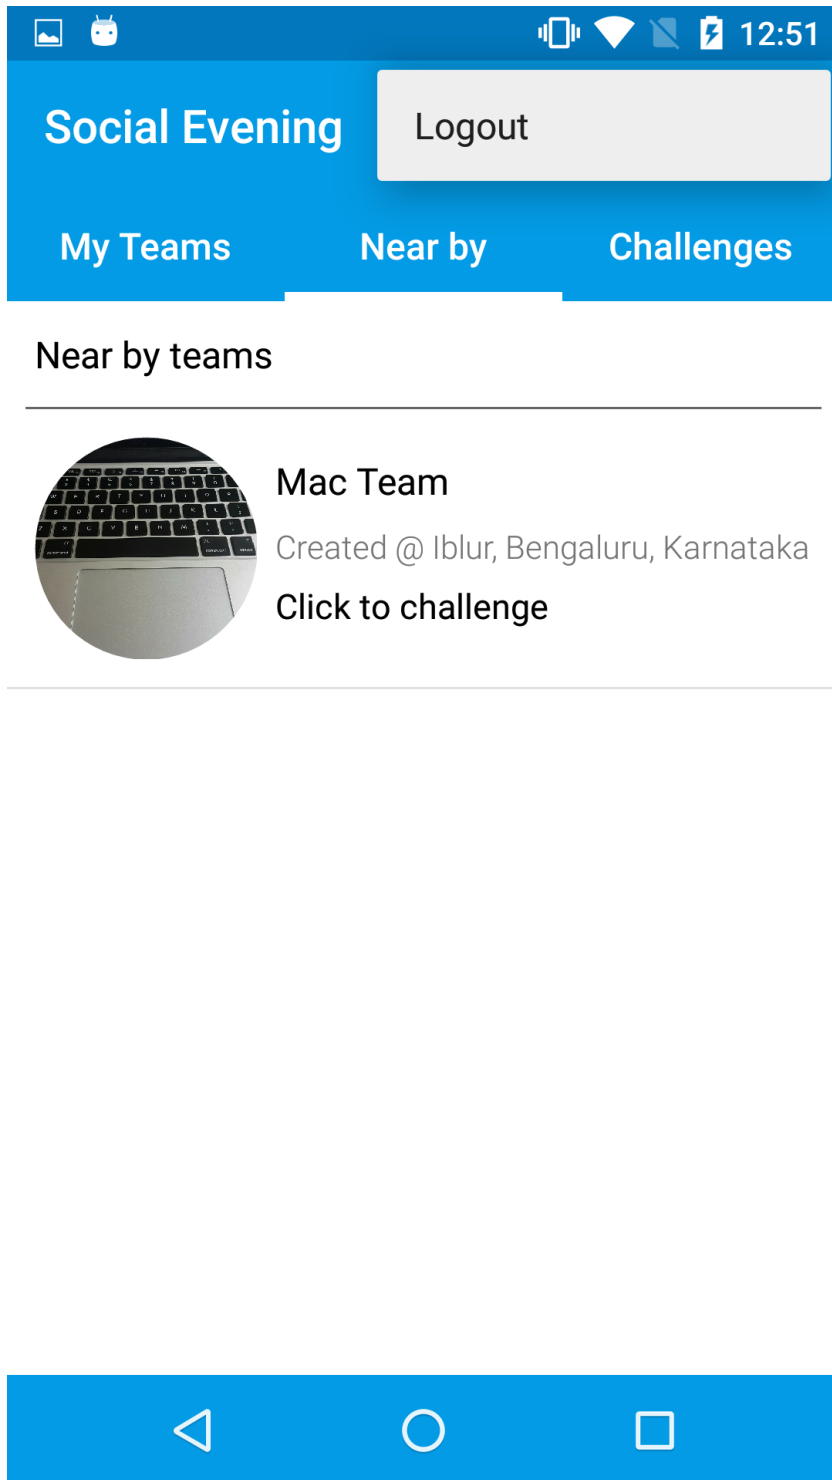 12:51
Social Evening
Logout
My Teams
Near by
Challenges
Near by teams
Mac Team
Created @ Iblur, Bengaluru, Karnataka
Click to challenge